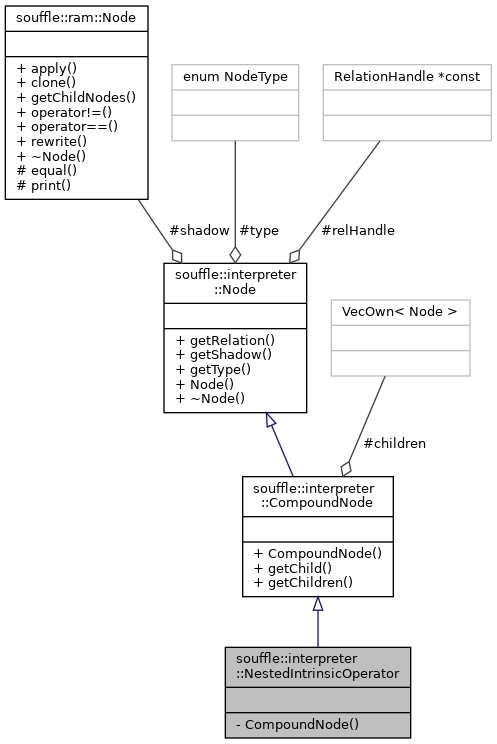 souffle::ram::Node
+ apply()
+ clone()
+ getChildNodes()
+ operator!=()
+ operator==()
+ rewrite()
+ ~Node()
# equal()
# print()
enum NodeType
RelationHandle *const
#shadow
#type
#relHandle
souffle::interpreter
::Node
+ getRelation()
+ getShadow()
+ getType()
+ Node()
+ ~Node()
VecOwn< Node >
#children
souffle::interpreter
::CompoundNode
+ CompoundNode()
+ getChild()
+ getChildren()
souffle::interpreter
::NestedIntrinsicOperator
- CompoundNode()